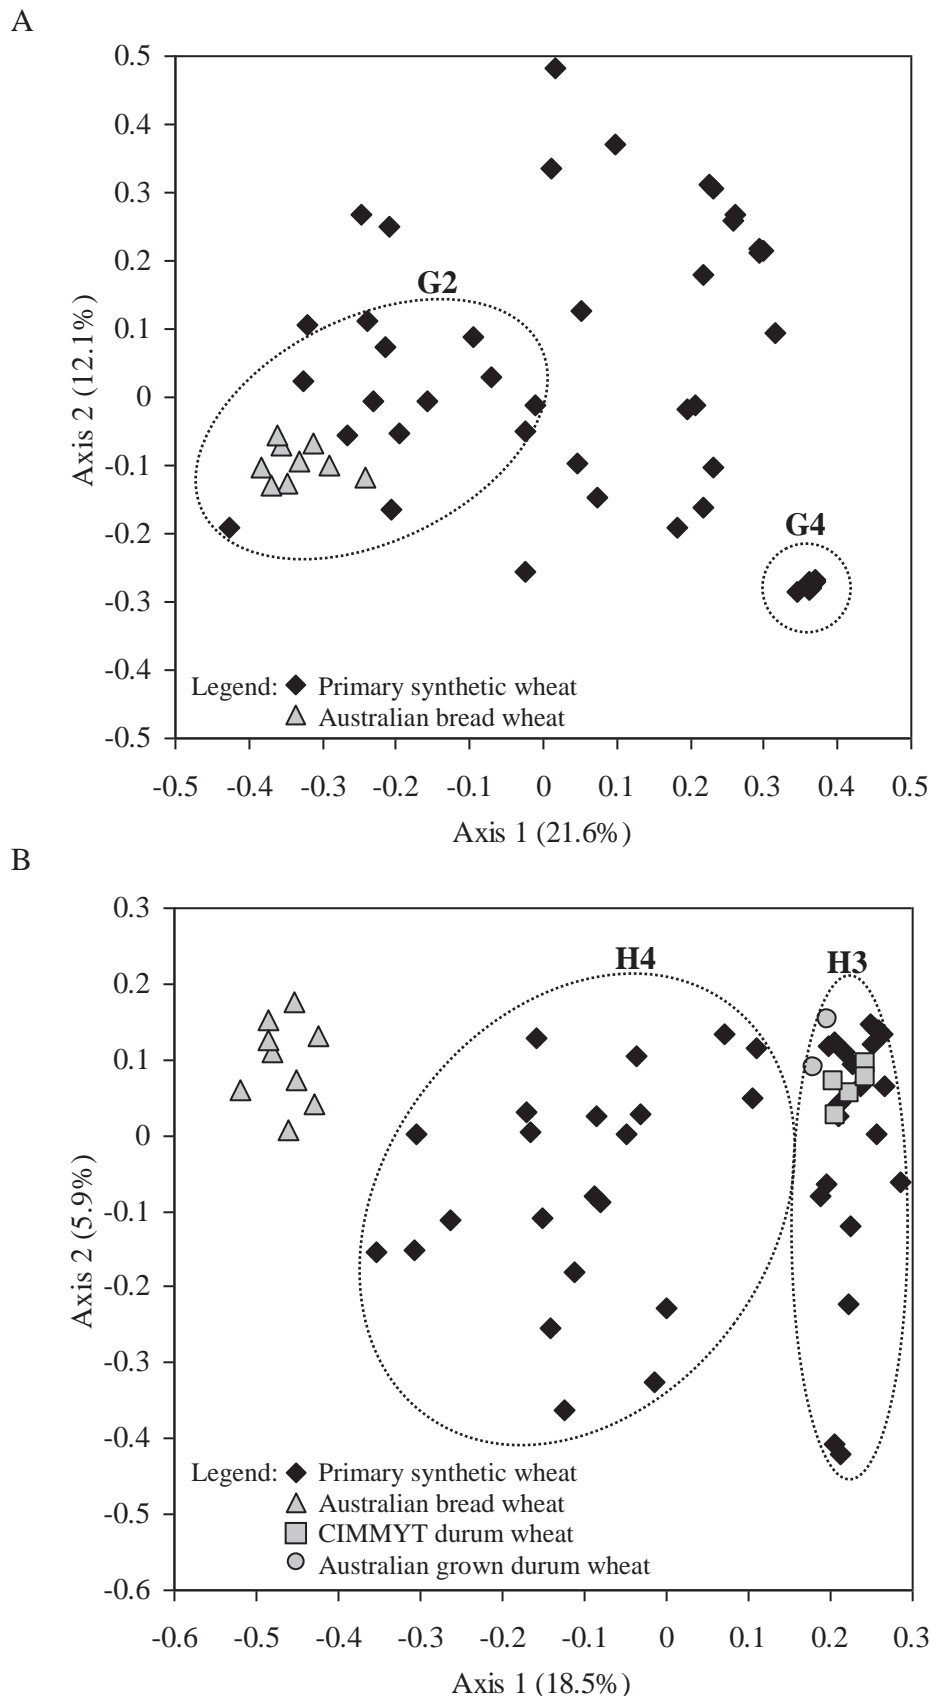 A
0.5
0.4
0.3
0.2
G2
0.1
0
-0.1
-0.2
G4
-0.3
-0.4
-0.5
Axis 2 (12.1%)
Legend: Primary synthetic wheat
Australian bread wheat
-0.5 -0.4 -0.3 -0.2 -0.1 0 0.1 0.2 0.3 0.4 0.5
Axis 1 (21.6%)
B
0.3
H4 H3
0.2
0.1
0
-0.1
-0.2
-0.3
-0.4
-0.5
-0.6
Axis 2 (5.9%)
Legend: Primary synthetic wheat
Australian bread wheat
CIMMYT durum wheat
Australian grown durum wheat
-0.6 -0.5 -0.4 -0.3 -0.2 -0.1 0 0.1 0.2 0.3
Axis 1 (18.5%)